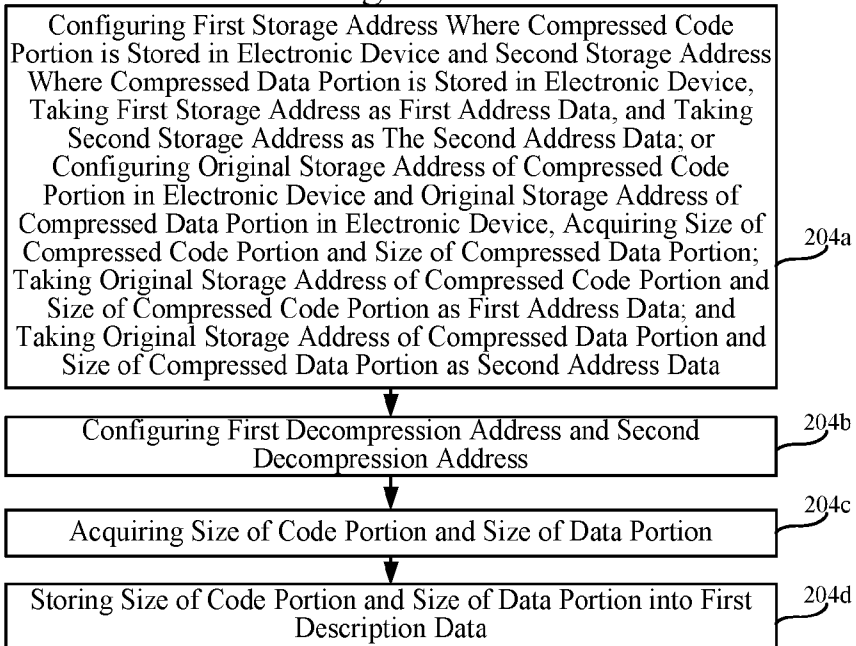 Configuring First Storage Address Where Compressed Code
Portion is Stored in Electronic Device and Second Storage Address
Where Compressed Data Portion is Stored in Electronic Device,
Taking First Storage Address as First Address Data, and Taking
Second Storage Address as The Second Address Data; or
Configuring Original Storage Address of Compressed Code
Portion in Electronic Device and Original Storage Address of
Compressed Data Portion in Electronic Device, Acquiring Size of
Compressed Code Portion and Size of Compressed Data Portion;
Taking Original Storage Address of Compressed Code Portion and
Size of Compressed Code Portion as First Address Data; and
Taking Original Storage Address of Compressed Data Portion and
Size of Compressed Data Portion as Second Address Data
204a
Configuring First Decompression Address and Second
Decompression Address
204b
Acquiring Size of Code Portion and Size of Data Portion
204c
Storing Size of Code Portion and Size of Data Portion into First
Description Data
204d